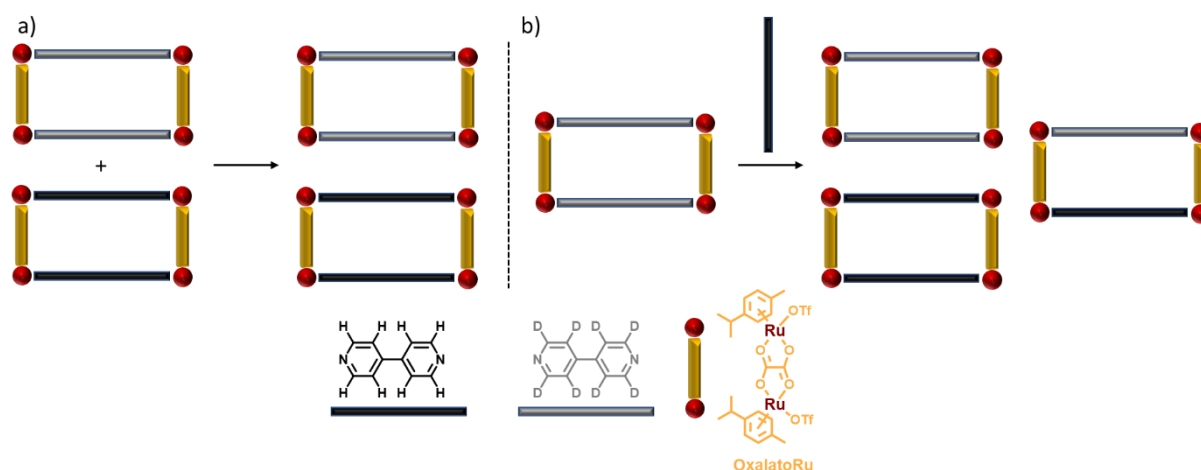 a)
b)
+
H H H H
N N
H H H H
D D D D
N N
D D D D
OTf
Ru
O O
O O
Ru
OTf
OxalatoRu